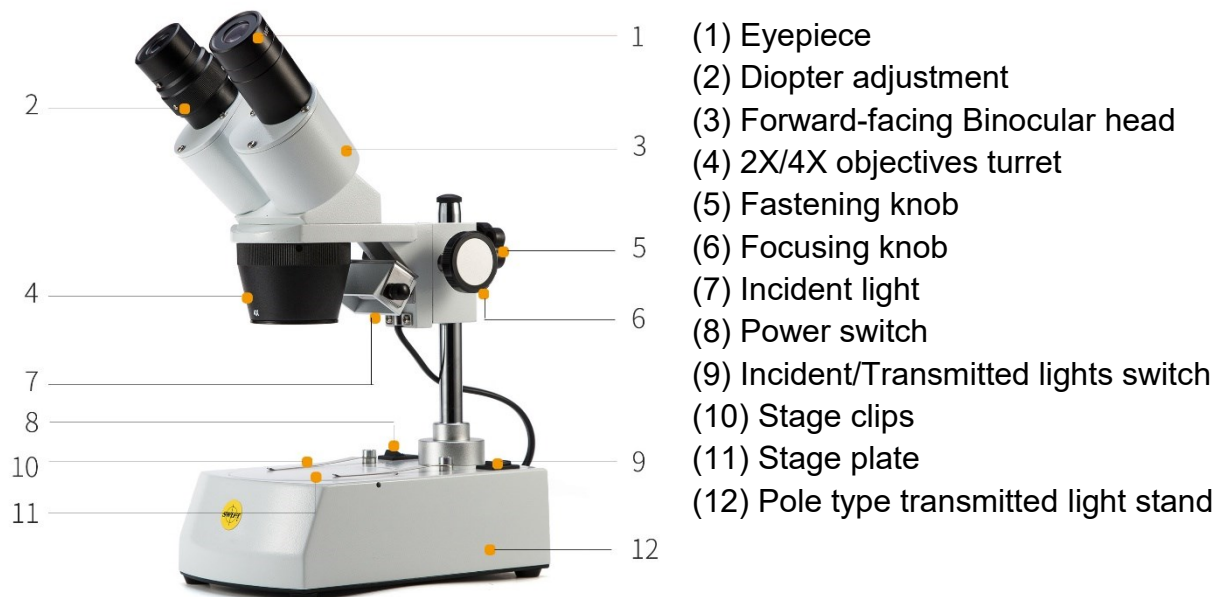 1
2
3
4
5
6
7
8
9
10
11
12
SWIFT
4X
(1) Eyepiece
(2) Diopter adjustment
(3) Forward-facing Binocular head
(4) 2X/4X objectives turret
(5) Fastening knob
(6) Focusing knob
(7) Incident light
(8) Power switch
(9) Incident/Transmitted lights switch
(10) Stage clips
(11) Stage plate
(12) Pole type transmitted light stand